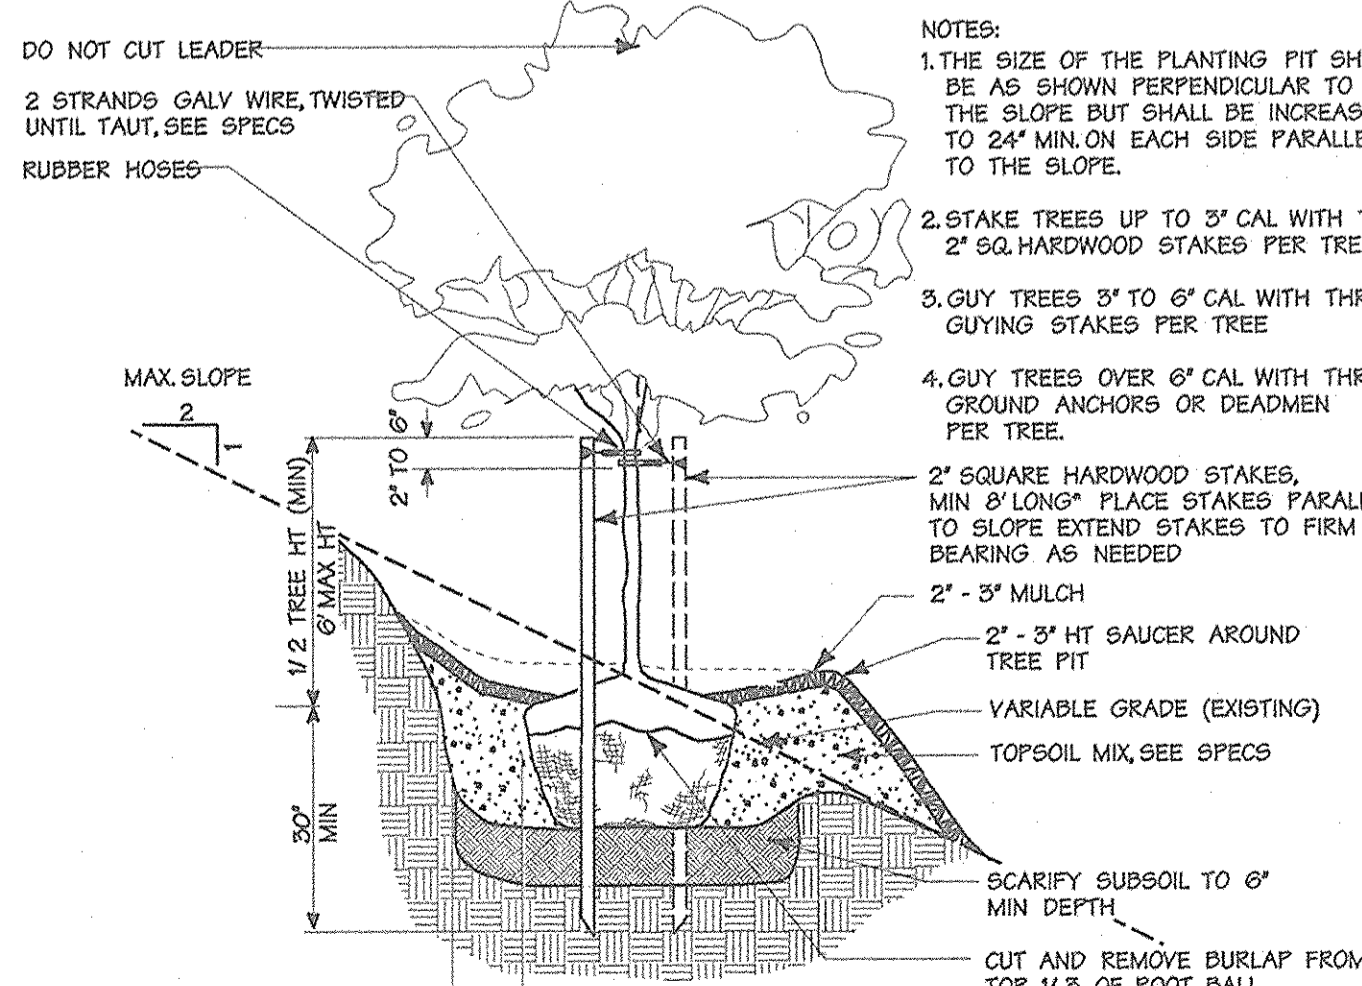 DO NOT CUT LEADER
2 STRANDS GALV WIRE, TWISTED
UNTIL TAUT, SEE SPECS
RUBBER HOSES
MAX. SLOPE
2
1
2" TO 6"
1/2 TREE HT (MIN)
6' MAX HT
30"
MIN
NOTES:
1. THE SIZE OF THE PLANTING PIT SH
BE AS SHOWN PERPENDICULAR TO
THE SLOPE BUT SHALL BE INCREAS
TO 24" MIN. ON EACH SIDE PARALLE
TO THE SLOPE.
2. STAKE TREES UP TO 3" CAL WITH T
2" SQ. HARDWOOD STAKES PER TRE
3. GUY TREES 3" TO 6" CAL WITH THR
GUYING STAKES PER TREE
4. GUY TREES OVER 6" CAL WITH THR
GROUND ANCHORS OR DEADMEN
PER TREE.
2" SQUARE HARDWOOD STAKES,
MIN 8' LONG" PLACE STAKES PARALL
TO SLOPE EXTEND STAKES TO FIRM
BEARING AS NEEDED
2" - 3" MULCH
2" - 3" HT SAUCER AROUND
TREE PIT
VARIABLE GRADE (EXISTING)
TOPSOIL MIX, SEE SPECS
SCARIFY SUBSOIL TO 6"
MIN DEPTH
CUT AND REMOVE BURLAP FROM
TOP 1/3 OF ROOT BALL